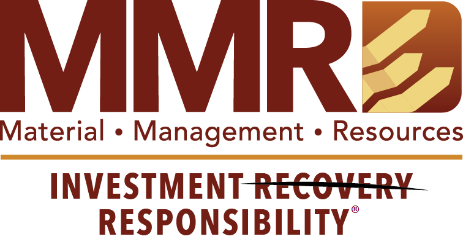 MMR
Material • Management • Resources
INVESTMENT RECOVERY
RESPONSIBILITY®